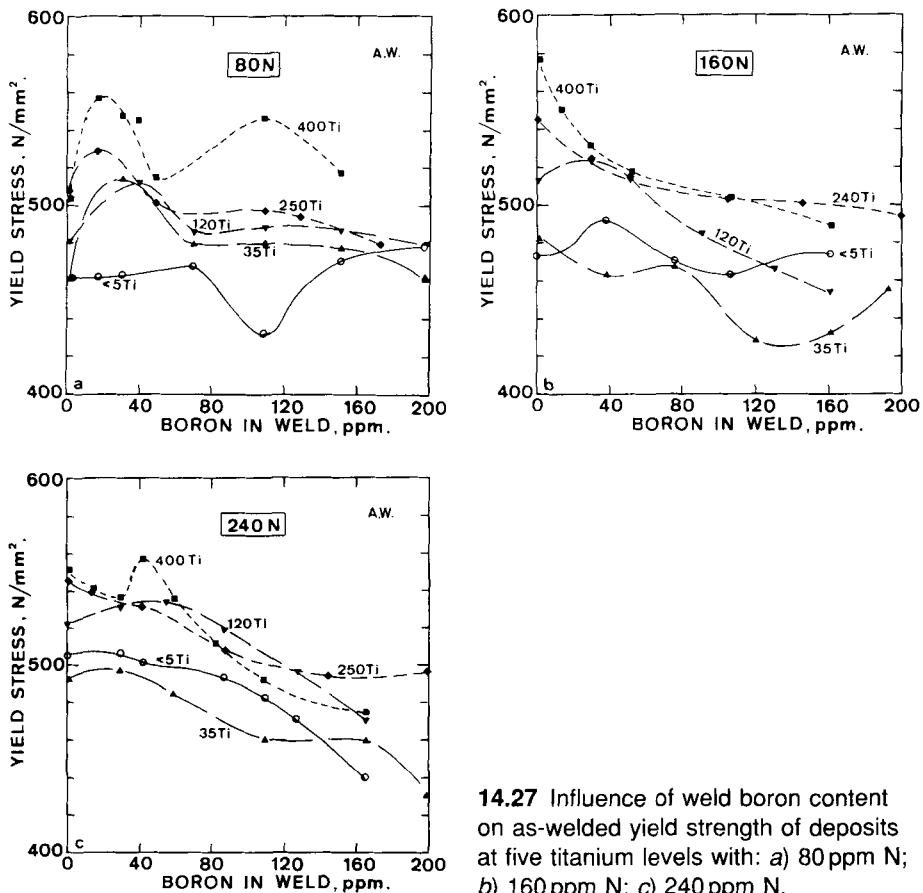 600
80N
A.W.
YIELD STRESS, N/mm².
500
400
400Ti
250Ti
120Ti
35Ti
<5Ti
a
0 40 80 120 160 200
BORON IN WELD, ppm.
600
160N
A.W.
YIELD STRESS, N/mm².
500
400
400Ti
240Ti
120Ti
<5Ti
35Ti
b
0 40 80 120 160 200
BORON IN WELD, ppm.
600
240N
A.W.
YIELD STRESS, N/mm².
500
400
400Ti
120Ti
<5Ti
250Ti
35Ti
c
0 40 80 120 160 200
BORON IN WELD, ppm.
14.27 Influence of weld boron content
on as-welded yield strength of deposits
at five titanium levels with: a) 80 ppm N;
b) 160 ppm N; c) 240 ppm N.